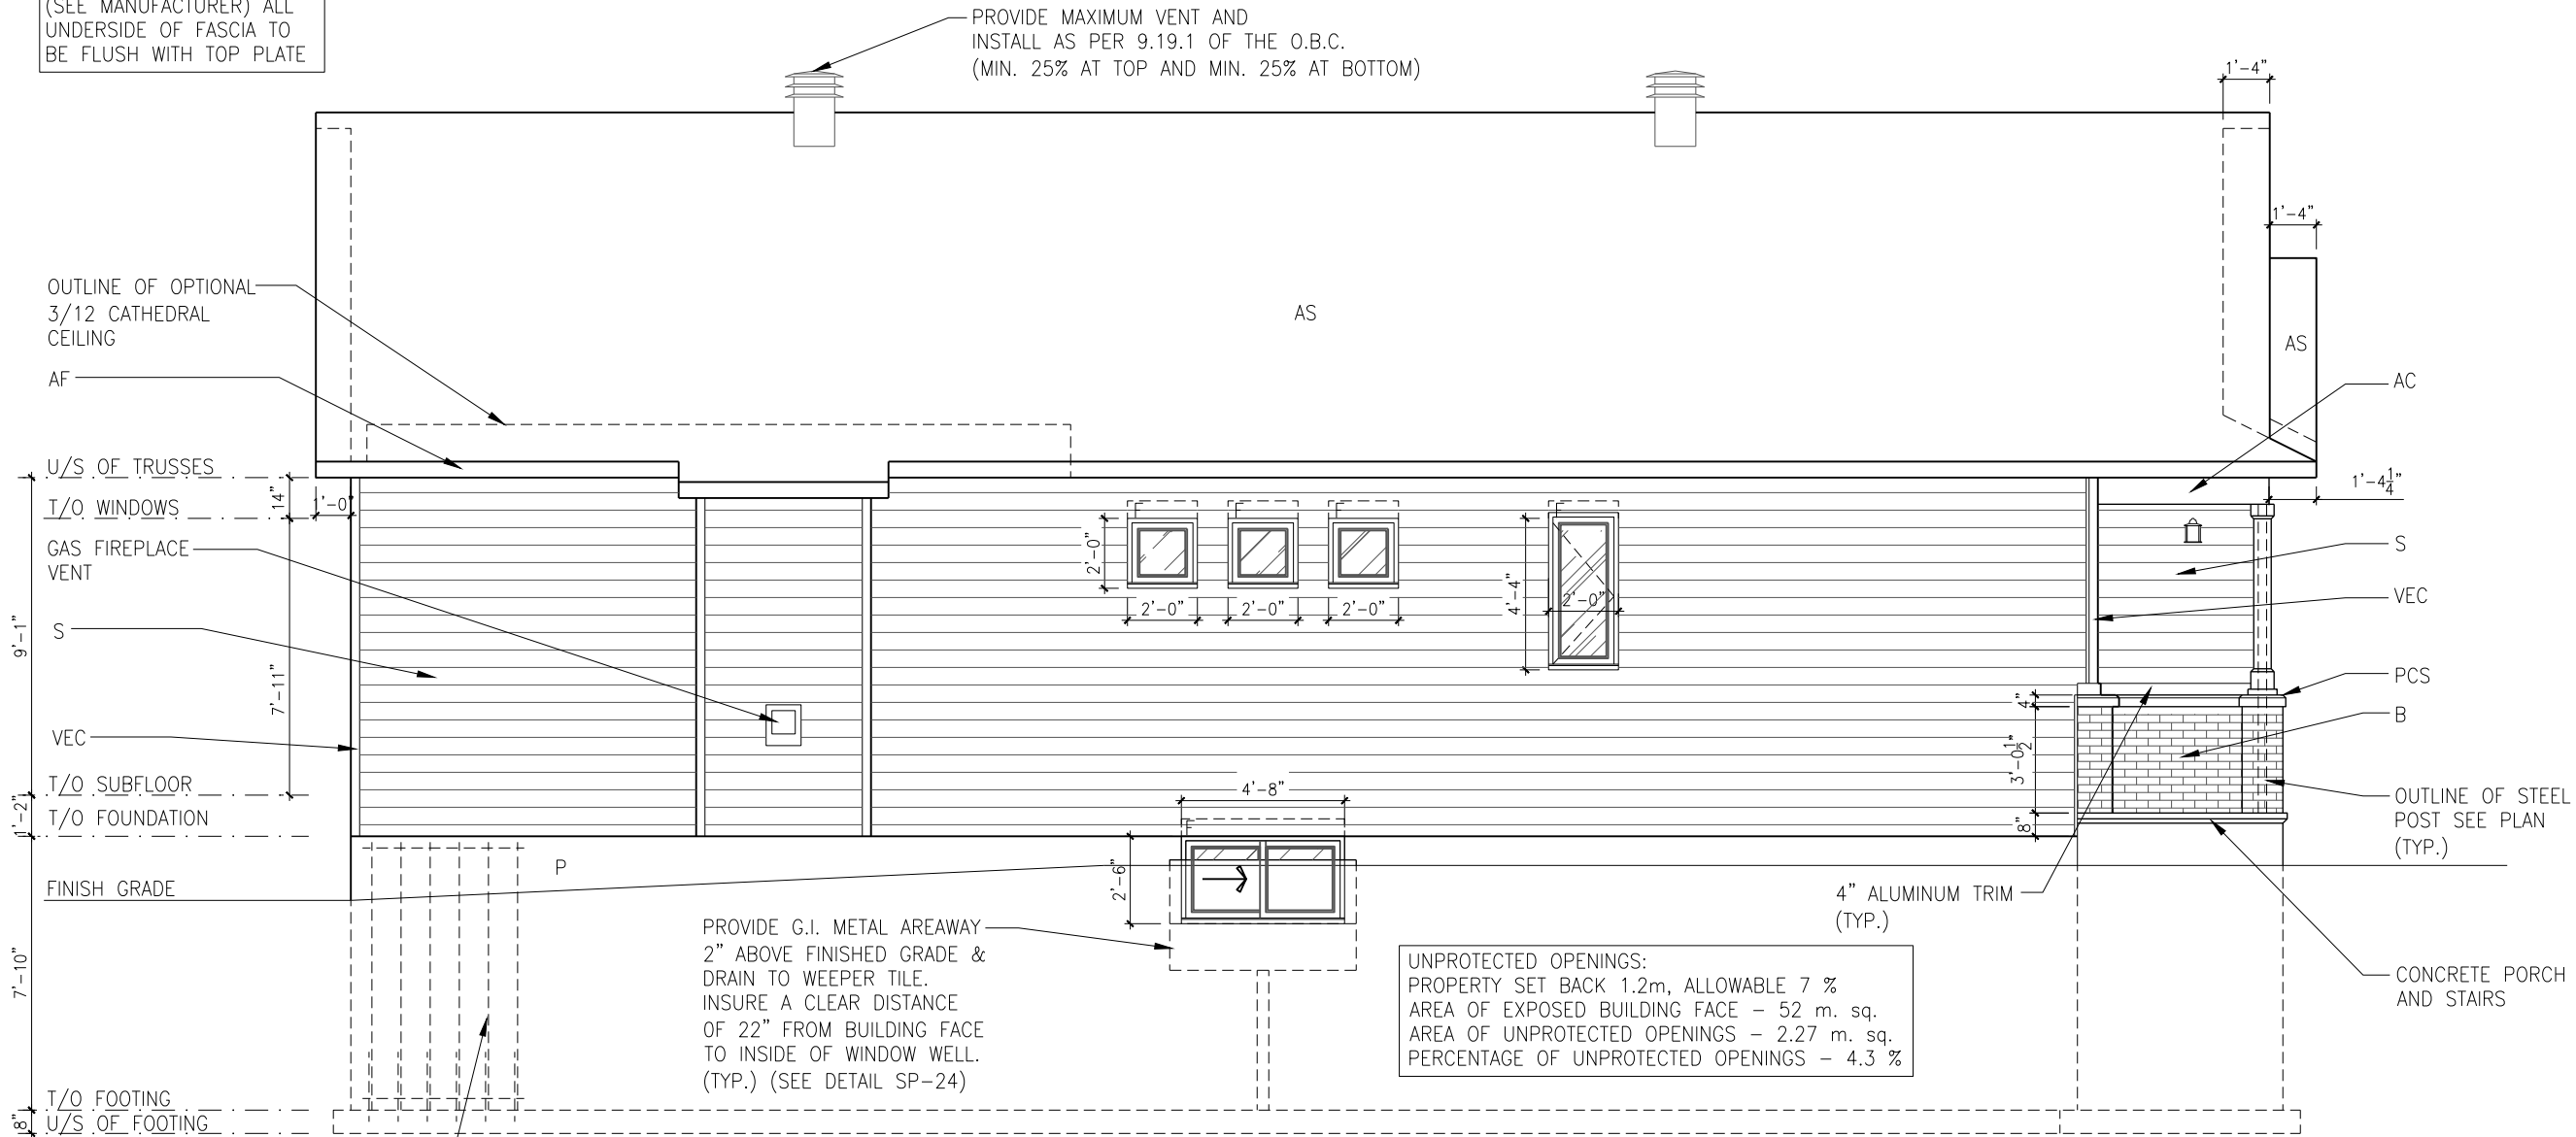 (SEE MANUFACTURER) ALL
UNDERSIDE OF FASCIA TO
BE FLUSH WITH TOP PLATE
PROVIDE MAXIMUM VENT AND
INSTALL AS PER 9.19.1 OF THE O.B.C.
(MIN. 25% AT TOP AND MIN. 25% AT BOTTOM)
1'-4"
1'-4"
OUTLINE OF OPTIONAL
3/12 CATHEDRAL
CEILING
AS
AS
AF
AC
U/S OF TRUSSES
T/O WINDOWS
14"
1'-0"
1'-4¼"
GAS FIREPLACE
VENT
S
VEC
T/O SUBFLOOR
T/O FOUNDATION
FINISH GRADE
9'-1"
7'-11"
1'-2"
7'-10"
8"
2'-0"
2'-0"
2'-0"
2'-0"
4'-4"
2'-0"
S
VEC
PCS
B
4"
3'-0½"
8"
OUTLINE OF STEEL
POST SEE PLAN
(TYP.)
4'-8"
2'-6"
P
4" ALUMINUM TRIM
(TYP.)
PROVIDE G.I. METAL AREAWAY
2" ABOVE FINISHED GRADE &
DRAIN TO WEEPER TILE.
INSURE A CLEAR DISTANCE
OF 22" FROM BUILDING FACE
TO INSIDE OF WINDOW WELL.
(TYP.) (SEE DETAIL SP-24)
UNPROTECTED OPENINGS:
PROPERTY SET BACK 1.2m, ALLOWABLE 7 %
AREA OF EXPOSED BUILDING FACE - 52 m. sq.
AREA OF UNPROTECTED OPENINGS - 2.27 m. sq.
PERCENTAGE OF UNPROTECTED OPENINGS - 4.3 %
CONCRETE PORCH
AND STAIRS
T/O FOOTING
U/S OF FOOTING